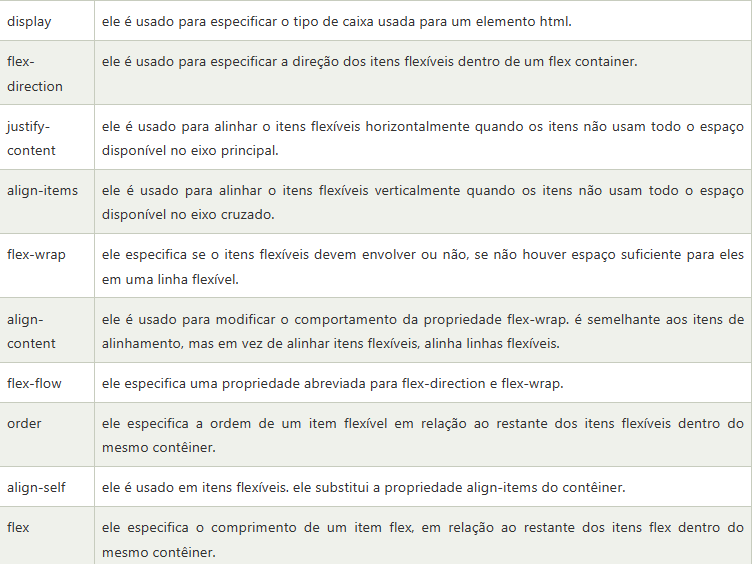 display ele é usado para especificar o tipo de caixa usada para um elemento html.
flex- ele é usado para especificar a direção dos itens flexíveis dentro de um flex container.
direction
justify- ele é usado para alinhar o itens flexíveis horizontalmente quando os itens não usam todo o espaço
content disponível no eixo principal.
align-items ele é usado para alinhar o itens flexíveis verticalmente quando os itens não usam todo o espaço
disponível no eixo cruzado.
flex-wrap ele especifica se o itens flexíveis devem envolver ou não, se não houver espaço suficiente para eles
em uma linha flexível.
align- ele é usado para modificar o comportamento da propriedade flex-wrap. é semelhante aos itens de
content alinhamento, mas em vez de alinhar itens flexíveis, alinha linhas flexíveis.
flex-flow ele especifica uma propriedade abreviada para flex-direction e flex-wrap.
order ele especifica a ordem de um item flexível em relação ao restante dos itens flexíveis dentro do
mesmo contêiner.
align-self ele é usado em itens flexíveis. ele substitui a propriedade align-items do contêiner.
flex ele especifica o comprimento de um item flex, em relação ao restante dos itens flex dentro do
mesmo contêiner.